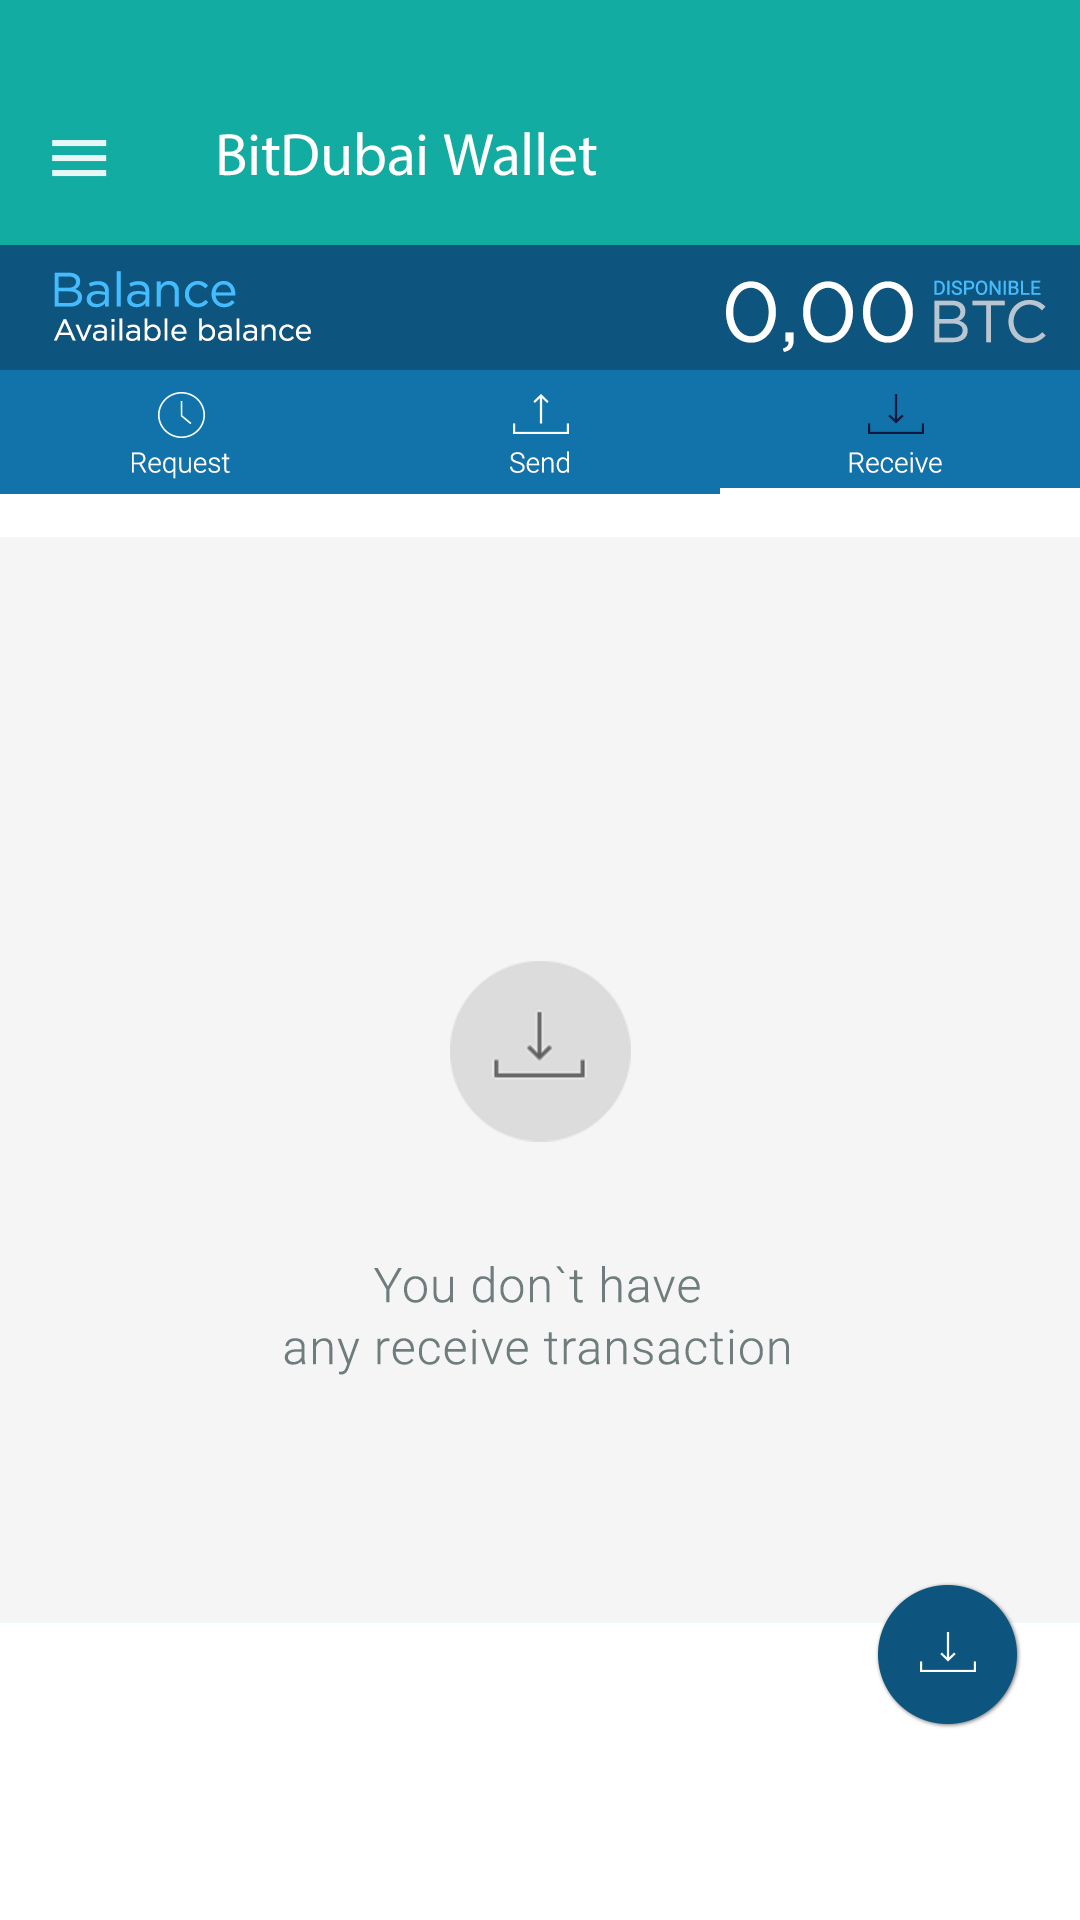 BitDubai Wallet
Balance
Available balance
0,00
DISPONIBLE
BTC
Request
Send
Receive
You don`t have
any receive transaction